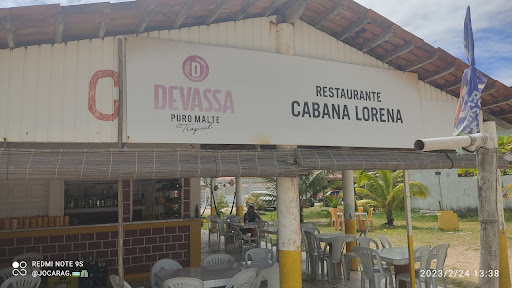 C
D
DEVASSA
PURO MALTE
Tropical
RESTAURANTE
CABANA LORENA
REDMI NOTE 9S
@JOCARAG
2023/2/24 13:38